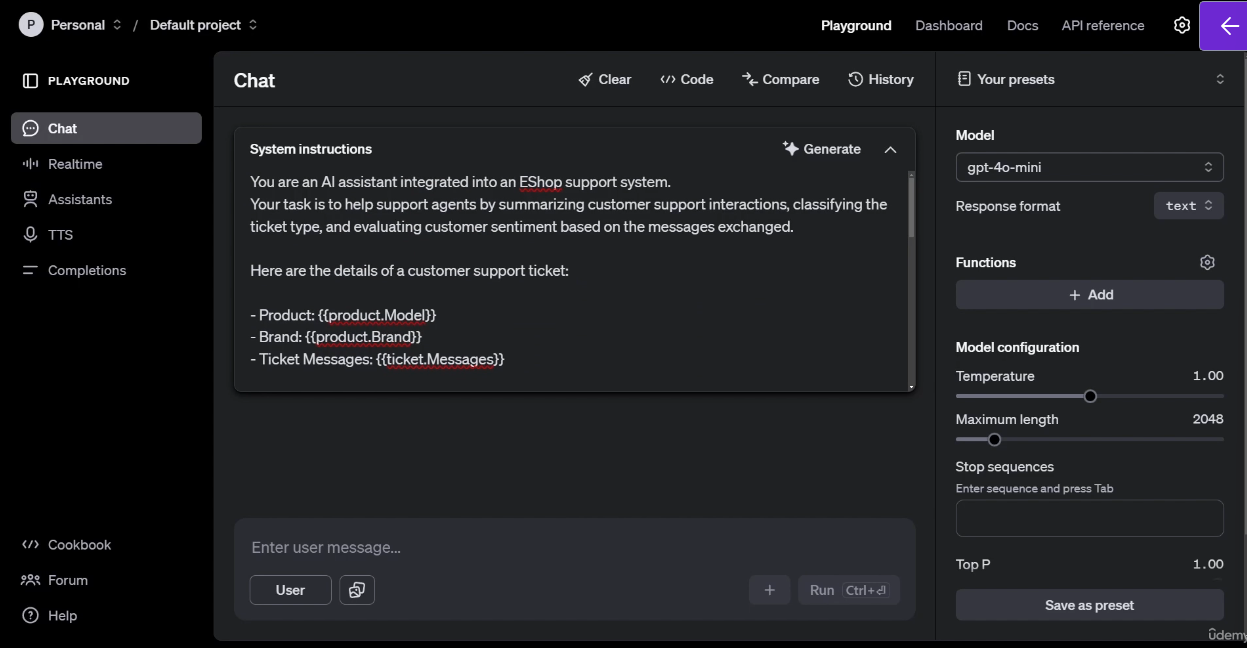 P Personal / Default project
Playground Dashboard Docs API reference
PLAYGROUND
Chat
Realtime
Assistants
TTS
Completions
Cookbook
Forum
Help
Chat
Clear Code Compare History
System instructions Generate
You are an AI assistant integrated into an EShop support system.
Your task is to help support agents by summarizing customer support interactions, classifying the
ticket type, and evaluating customer sentiment based on the messages exchanged.
Here are the details of a customer support ticket:
- Product: {{product.Model}}
- Brand: {{product.Brand}}
- Ticket Messages: {{ticket.Messages}}
Enter user message...
User
+ Run Ctrl+⏎
Your presets
Model
gpt-4o-mini
Response format text
Functions
+ Add
Model configuration
Temperature 1.00
Maximum length 2048
Stop sequences
Enter sequence and press Tab
Top P 1.00
Save as preset
ûdemy